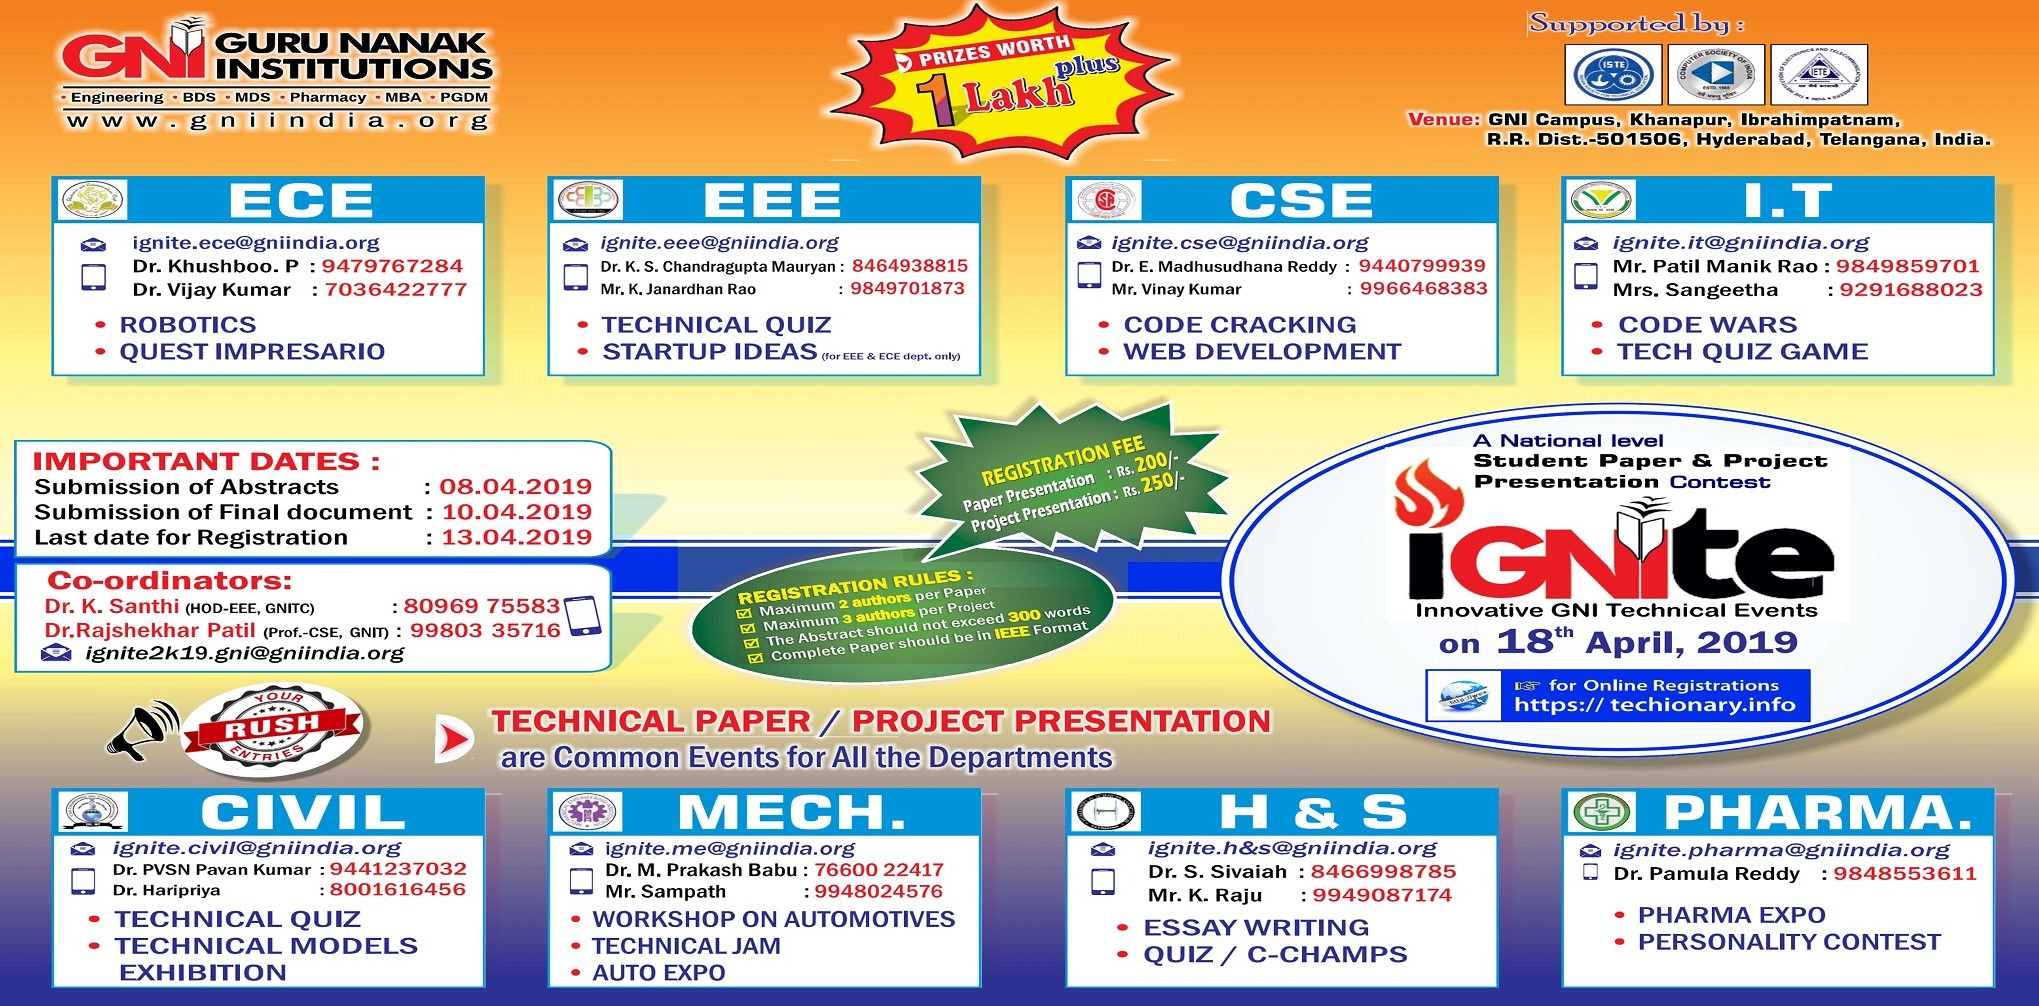 GNI GURU NANAK
INSTITUTIONS
• Engineering • BDS • MDS • Pharmacy • MBA • PGDM
www.gniindia.org
PRIZES WORTH
1 Lakh plus
Supported by :
ISTE
COMPUTER SOCIETY OF INDIA
ESTD. 1965
IETE
Venue: GNI Campus, Khanapur, Ibrahimpatnam,
R.R. Dist.-501506, Hyderabad, Telangana, India.
ECE
ignite.ece@gniindia.org
Dr. Khushboo. P : 9479767284
Dr. Vijay Kumar : 7036422777
• ROBOTICS
• QUEST IMPRESARIO
EEE
ignite.eee@gniindia.org
Dr. K. S. Chandragupta Mauryan : 8464938815
Mr. K. Janardhan Rao : 9849701873
• TECHNICAL QUIZ
• STARTUP IDEAS (for EEE & ECE dept. only)
CSE
ignite.cse@gniindia.org
Dr. E. Madhusudhana Reddy : 9440799939
Mr. Vinay Kumar : 9966468383
• CODE CRACKING
• WEB DEVELOPMENT
I.T
ignite.it@gniindia.org
Mr. Patil Manik Rao : 9849859701
Mrs. Sangeetha : 9291688023
• CODE WARS
• TECH QUIZ GAME
IMPORTANT DATES :
Submission of Abstracts : 08.04.2019
Submission of Final document : 10.04.2019
Last date for Registration : 13.04.2019
Co-ordinators:
Dr. K. Santhi (HOD-EEE, GNITC) : 80969 75583
Dr.Rajshekhar Patil (Prof.-CSE, GNIT) : 99803 35716
ignite2k19.gni@gniindia.org
REGISTRATION FEE
Paper Presentation : Rs. 200/-
Project Presentation : Rs. 250/-
REGISTRATION RULES :
Maximum 2 authors per Paper
Maximum 3 authors per Project
The Abstract should not exceed 300 words
Complete Paper should be in IEEE Format
A National level
Student Paper & Project
Presentation Contest
iGNite
Innovative GNI Technical Events
on 18th April, 2019
for Online Registrations
https:// techionary.info
YOUR
RUSH
ENTRIES
TECHNICAL PAPER / PROJECT PRESENTATION
are Common Events for All the Departments
CIVIL
ignite.civil@gniindia.org
Dr. PVSN Pavan Kumar : 9441237032
Dr. Haripriya : 8001616456
• TECHNICAL QUIZ
• TECHNICAL MODELS
EXHIBITION
MECH.
ignite.me@gniindia.org
Dr. M. Prakash Babu : 76600 22417
Mr. Sampath : 9948024576
• WORKSHOP ON AUTOMOTIVES
• TECHNICAL JAM
• AUTO EXPO
H & S
ignite.h&s@gniindia.org
Dr. S. Sivaiah : 8466998785
Mr. K. Raju : 9949087174
• ESSAY WRITING
• QUIZ / C-CHAMPS
PHARMA.
ignite.pharma@gniindia.org
Dr. Pamula Reddy : 9848553611
• PHARMA EXPO
• PERSONALITY CONTEST